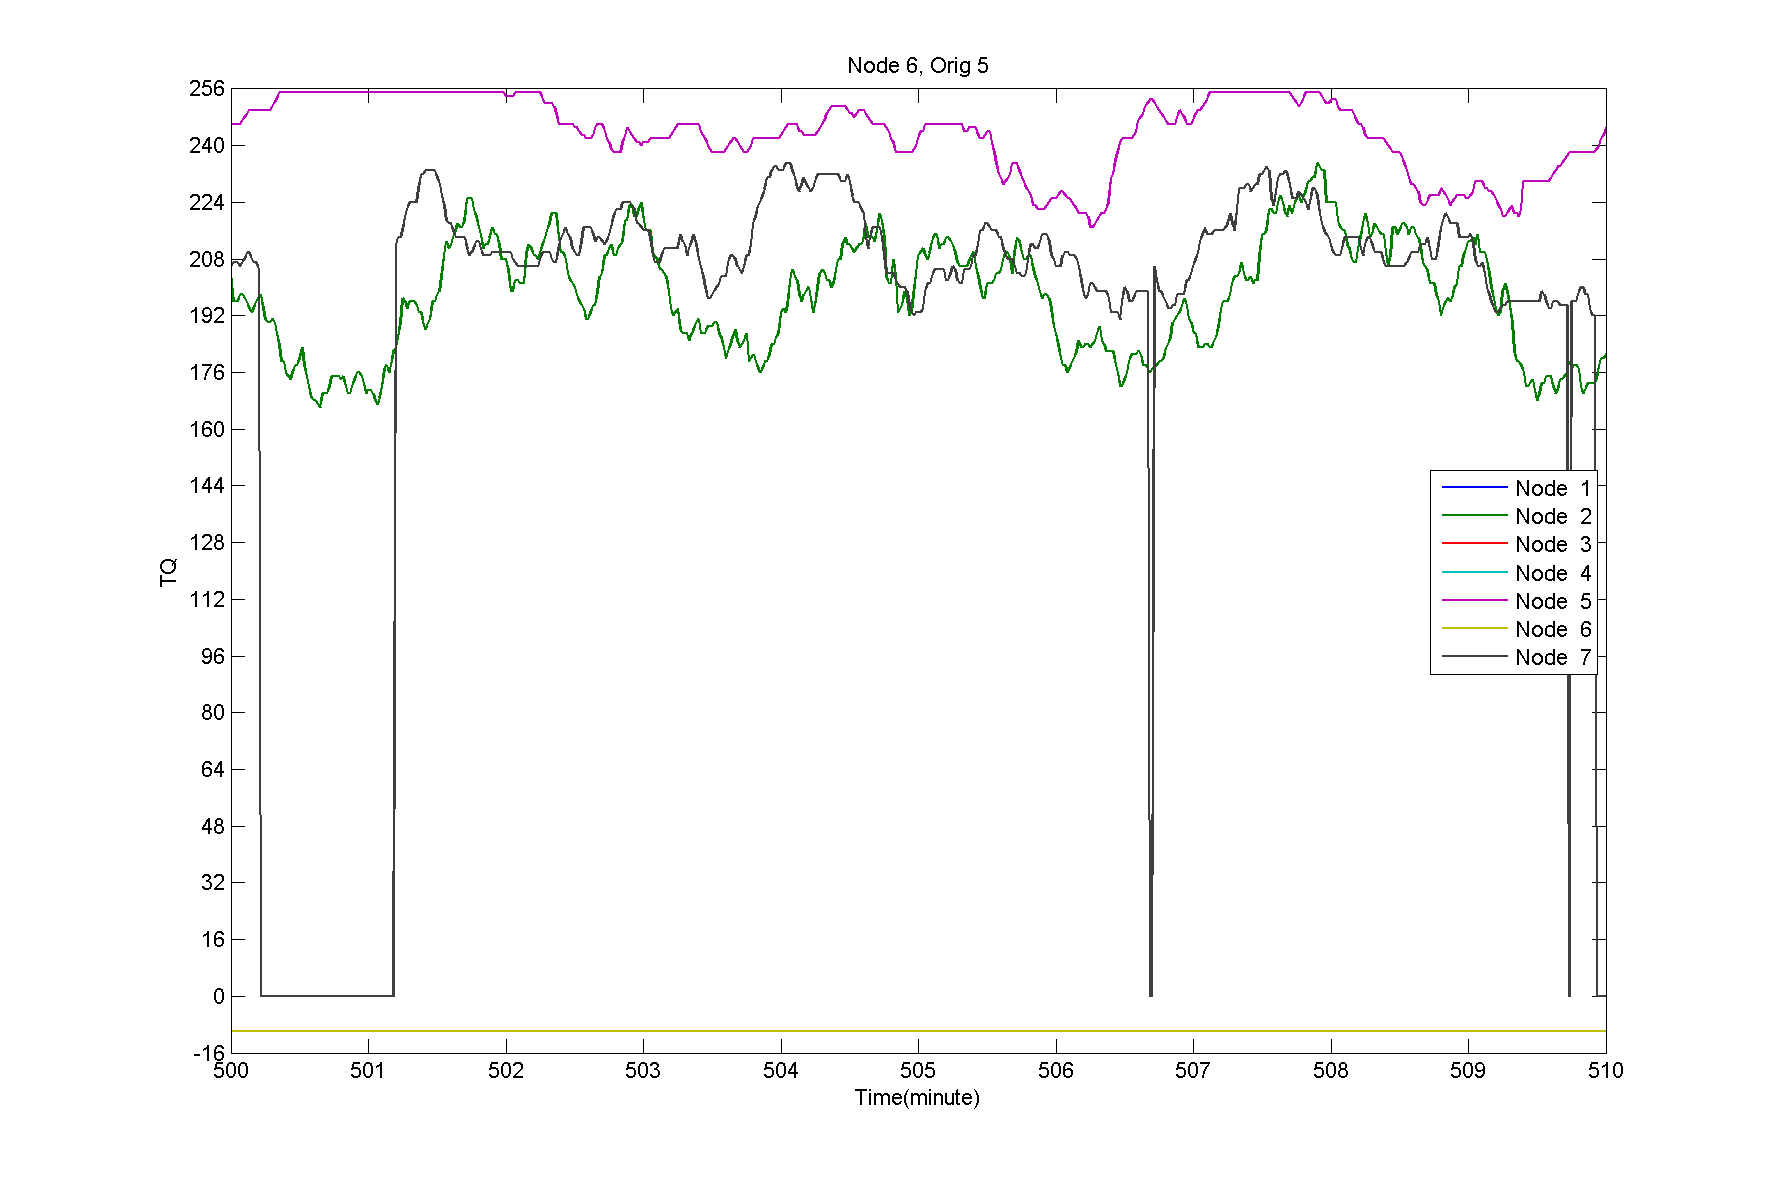 Node 6, Orig 5
256
240
224
208
192
176
160
144
128
112
96
80
64
48
32
16
0
-16
TQ
Node 1
Node 2
Node 3
Node 4
Node 5
Node 6
Node 7
500 501 502 503 504 505 506 507 508 509 510
Time(minute)